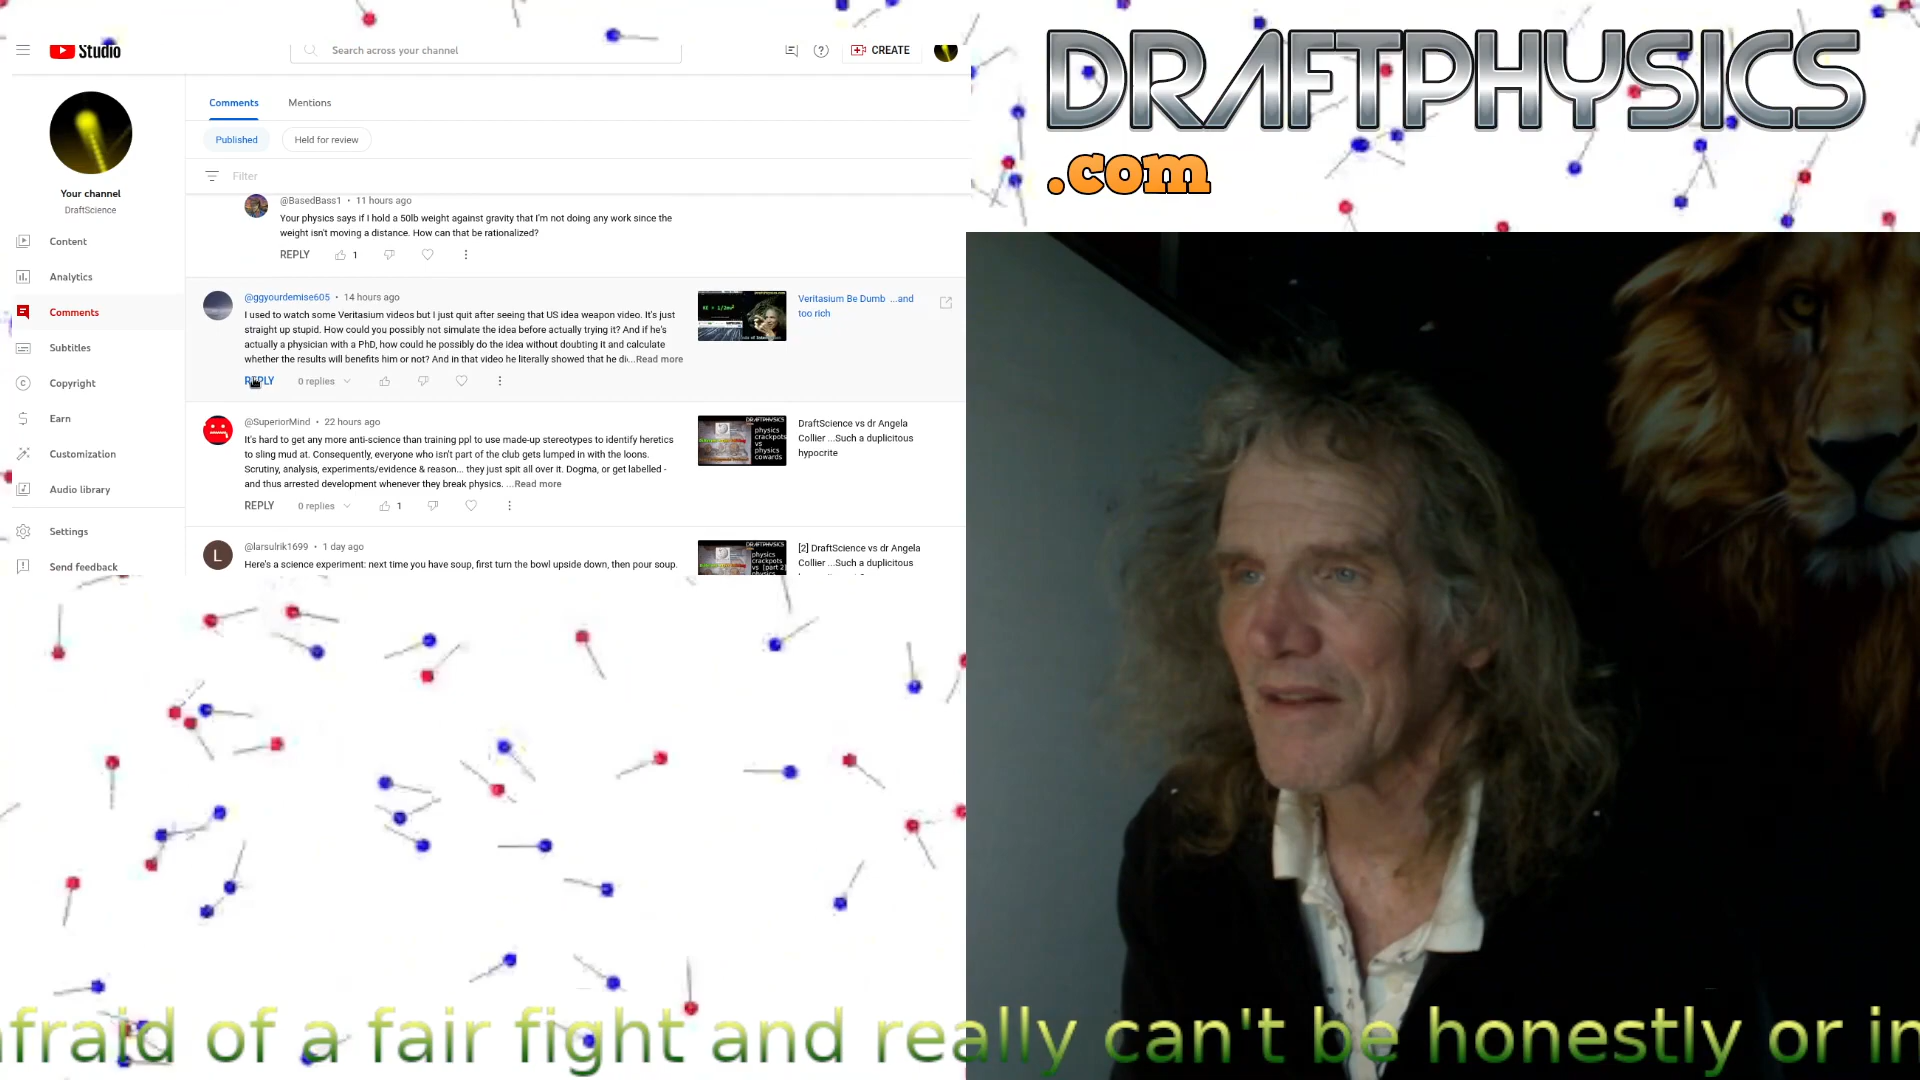 Studio
Search across your channel
CREATE
DRAFTPHYSICS
.com
Your channel
DraftScience
Content
Analytics
Comments
Subtitles
Copyright
Earn
Customization
Audio library
Settings
Send feedback
Comments
Mentions
Published
Held for review
Filter
@BasedBass1 • 11 hours ago
Your physics says if I hold a 50lb weight against gravity that I'm not doing any work since the
weight isn't moving a distance. How can that be rationalized?
REPLY
1
@ggyourdemise605 • 14 hours ago
I used to watch some Veritasium videos but I just quit after seeing that US idea weapon video. It's just
straight up stupid. How could you possibly not simulate the idea before actually trying it? And if he's
actually a physician with a PhD, how could he possibly do the idea without doubting it and calculate
whether the results will benefits him or not? And in that video he literally showed that he di...Read more
REPLY
0 replies
Veritasium Be Dumb ...and
too rich
@SuperiorMind • 22 hours ago
It's hard to get any more anti-science than training ppl to use made-up stereotypes to identify heretics
to sling mud at. Consequently, everyone who isn't part of the club gets lumped in with the loons.
Scrutiny, analysis, experiments/evidence & reason... they just spit all over it. Dogma, or get labelled -
and thus arrested development whenever they break physics. ...Read more
REPLY
0 replies
1
DRAFTPHYSICS
physics
crackpots
vs
physics
cowards
DraftScience vs dr Angela
Collier ...Such a duplicitous
hypocrite
L
@larsulrik1699 • 1 day ago
Here's a science experiment: next time you have soup, first turn the bowl upside down, then pour soup.
DRAFTPHYSICS
physics
crackpots
vs [part 2]
[2] DraftScience vs dr Angela
Collier ...Such a duplicitous
afraid of a fair fight and really can't be honestly or in